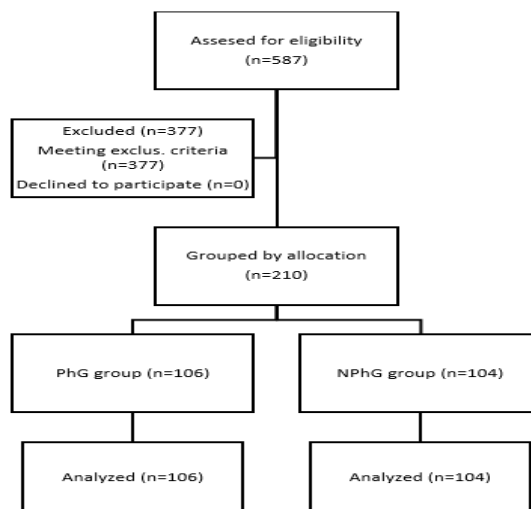 Assesed for eligibility
(n=587)
Excluded (n=377)
Meeting exclus. criteria
(n=377)
Declined to participate (n=0)
Grouped by allocation
(n=210)
PhG group (n=106)
NPhG group (n=104)
Analyzed (n=106)
Analyzed (n=104)